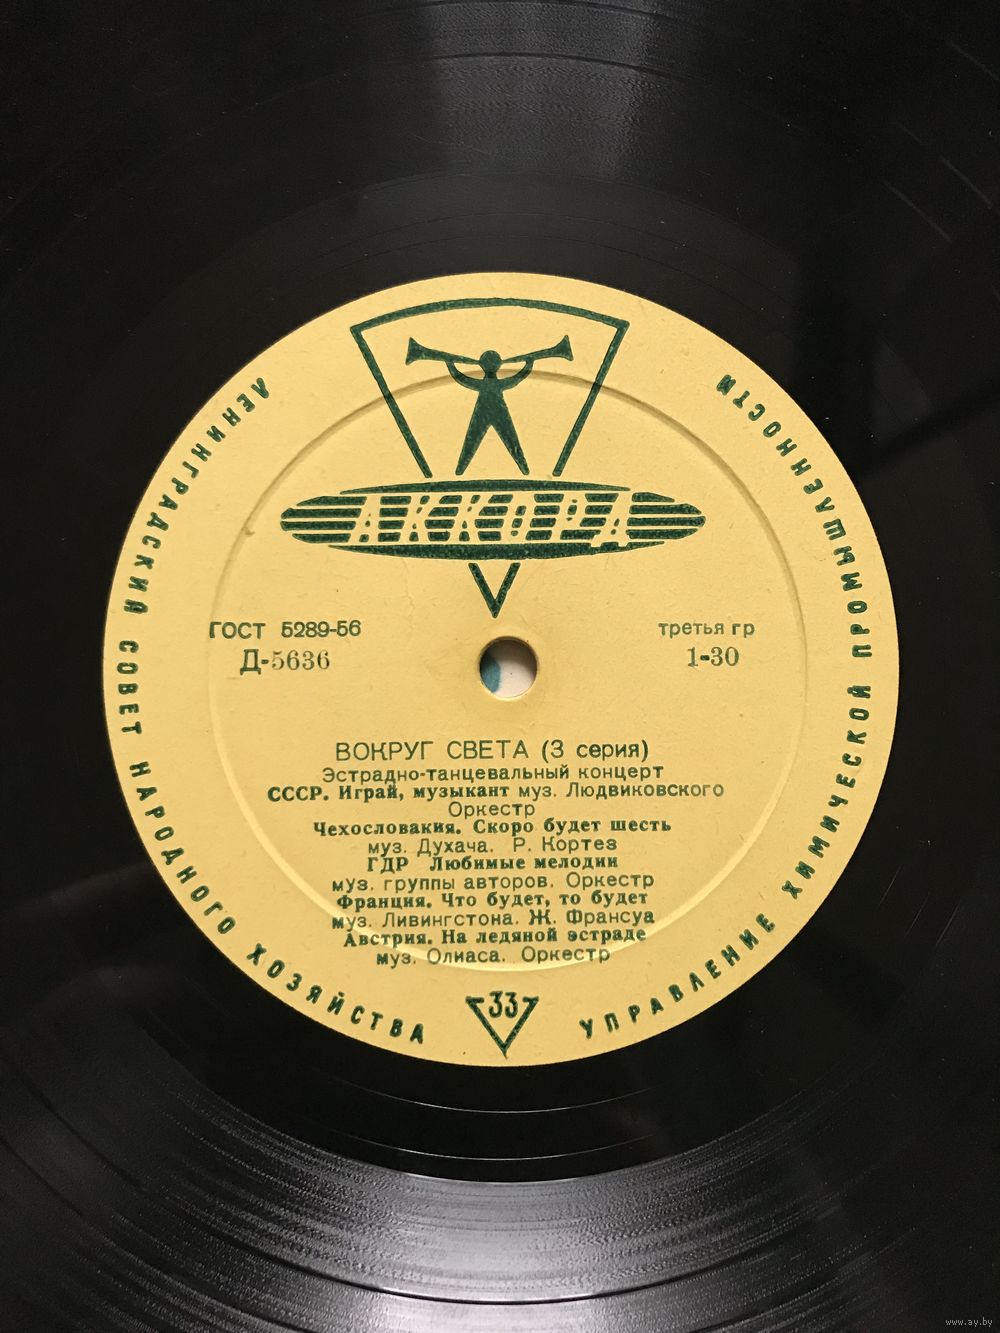 АККОРД
ЛЕНИНГРАДСКИЙ СОВЕТ НАРОДНОГО ХОЗЯЙСТВА
УПРАВЛЕНИЕ ХИМИЧЕСКОЙ ПРОМЫШЛЕННОСТИ
ГОСТ 5289-56
Д-5636
третья гр
1-30
ВОКРУГ СВЕТА (3 серия)
Эстрадно-танцевальный концерт
СССР. Играй, музыкант муз. Людвиковского
Оркестр
Чехословакия. Скоро будет шесть
муз. Духача. Р. Кортез
ГДР Любимые мелодии
муз. группы авторов. Оркестр
Франция. Что будет, то будет
муз. Ливингстона. Ж. Франсуа
Австрия. На ледяной эстраде
муз. Олиаса. Оркестр
33
www.ay.by